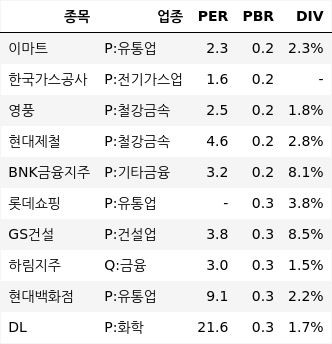 종목 업종 PER PBR DIV
이마트 P:유통업 2.3 0.2 2.3%
한국가스공사 P:전기가스업 1.6 0.2 -
영풍 P:철강금속 2.5 0.2 1.8%
현대제철 P:철강금속 4.6 0.2 2.8%
BNK금융지주 P:기타금융 3.2 0.2 8.1%
롯데쇼핑 P:유통업 - 0.3 3.8%
GS건설 P:건설업 3.8 0.3 8.5%
하림지주 Q:금융 3.0 0.3 1.5%
현대백화점 P:유통업 9.1 0.3 2.2%
DL P:화학 21.6 0.3 1.7%